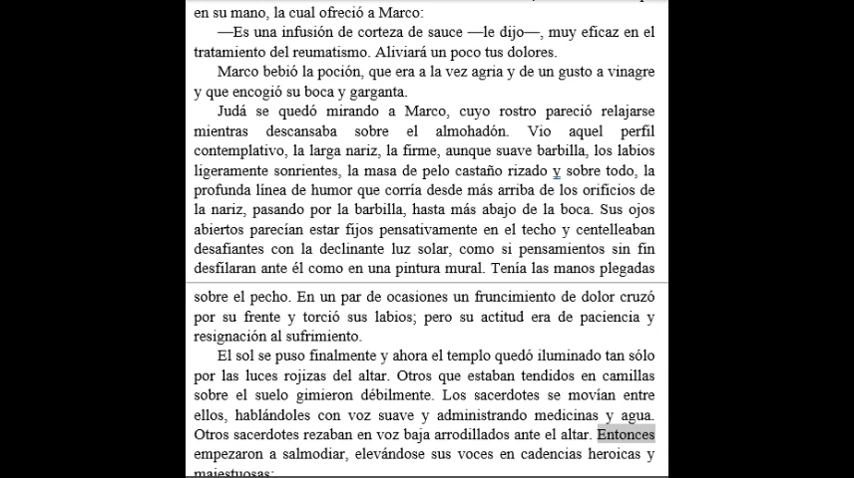 en su mano, la cual ofreció a Marco:
—Es una infusión de corteza de sauce —le dijo—, muy eficaz en el
tratamiento del reumatismo. Aliviará un poco tus dolores.
Marco bebió la poción, que era a la vez agria y de un gusto a vinagre
y que encogió su boca y garganta.
Judá se quedó mirando a Marco, cuyo rostro pareció relajarse
mientras descansaba sobre el almohadón. Vio aquel perfil
contemplativo, la larga nariz, la firme, aunque suave barbilla, los labios
ligeramente sonrientes, la masa de pelo castaño rizado y sobre todo, la
profunda línea de humor que corría desde más arriba de los orificios de
la nariz, pasando por la barbilla, hasta más abajo de la boca. Sus ojos
abiertos parecían estar fijos pensativamente en el techo y centelleaban
desafiantes con la declinante luz solar, como si pensamientos sin fin
desfilaran ante él como en una pintura mural. Tenía las manos plegadas
sobre el pecho. En un par de ocasiones un fruncimiento de dolor cruzó
por su frente y torció sus labios; pero su actitud era de paciencia y
resignación al sufrimiento.
El sol se puso finalmente y ahora el templo quedó iluminado tan sólo
por las luces rojizas del altar. Otros que estaban tendidos en camillas
sobre el suelo gimieron débilmente. Los sacerdotes se movían entre
ellos, hablándoles con voz suave y administrando medicinas y agua.
Otros sacerdotes rezaban en voz baja arrodillados ante el altar. Entonces
empezaron a salmodiar, elevándose sus voces en cadencias heroicas y
majestuosas: